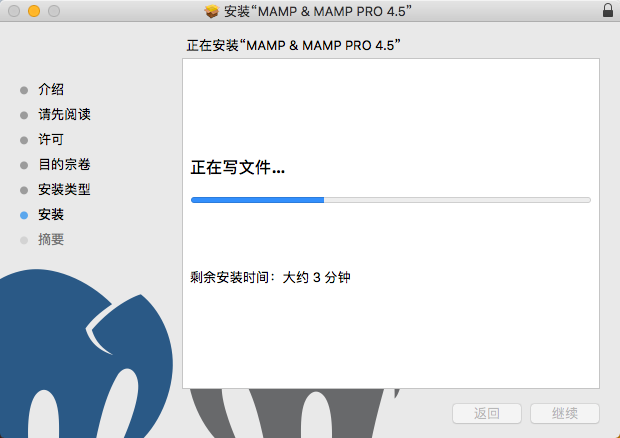 安装“MAMP & MAMP PRO 4.5”
正在安装“MAMP & MAMP PRO 4.5”
介绍
请先阅读
许可
目的宗卷
安装类型
安装
摘要
正在写文件...
剩余安装时间：大约 3 分钟
返回
继续